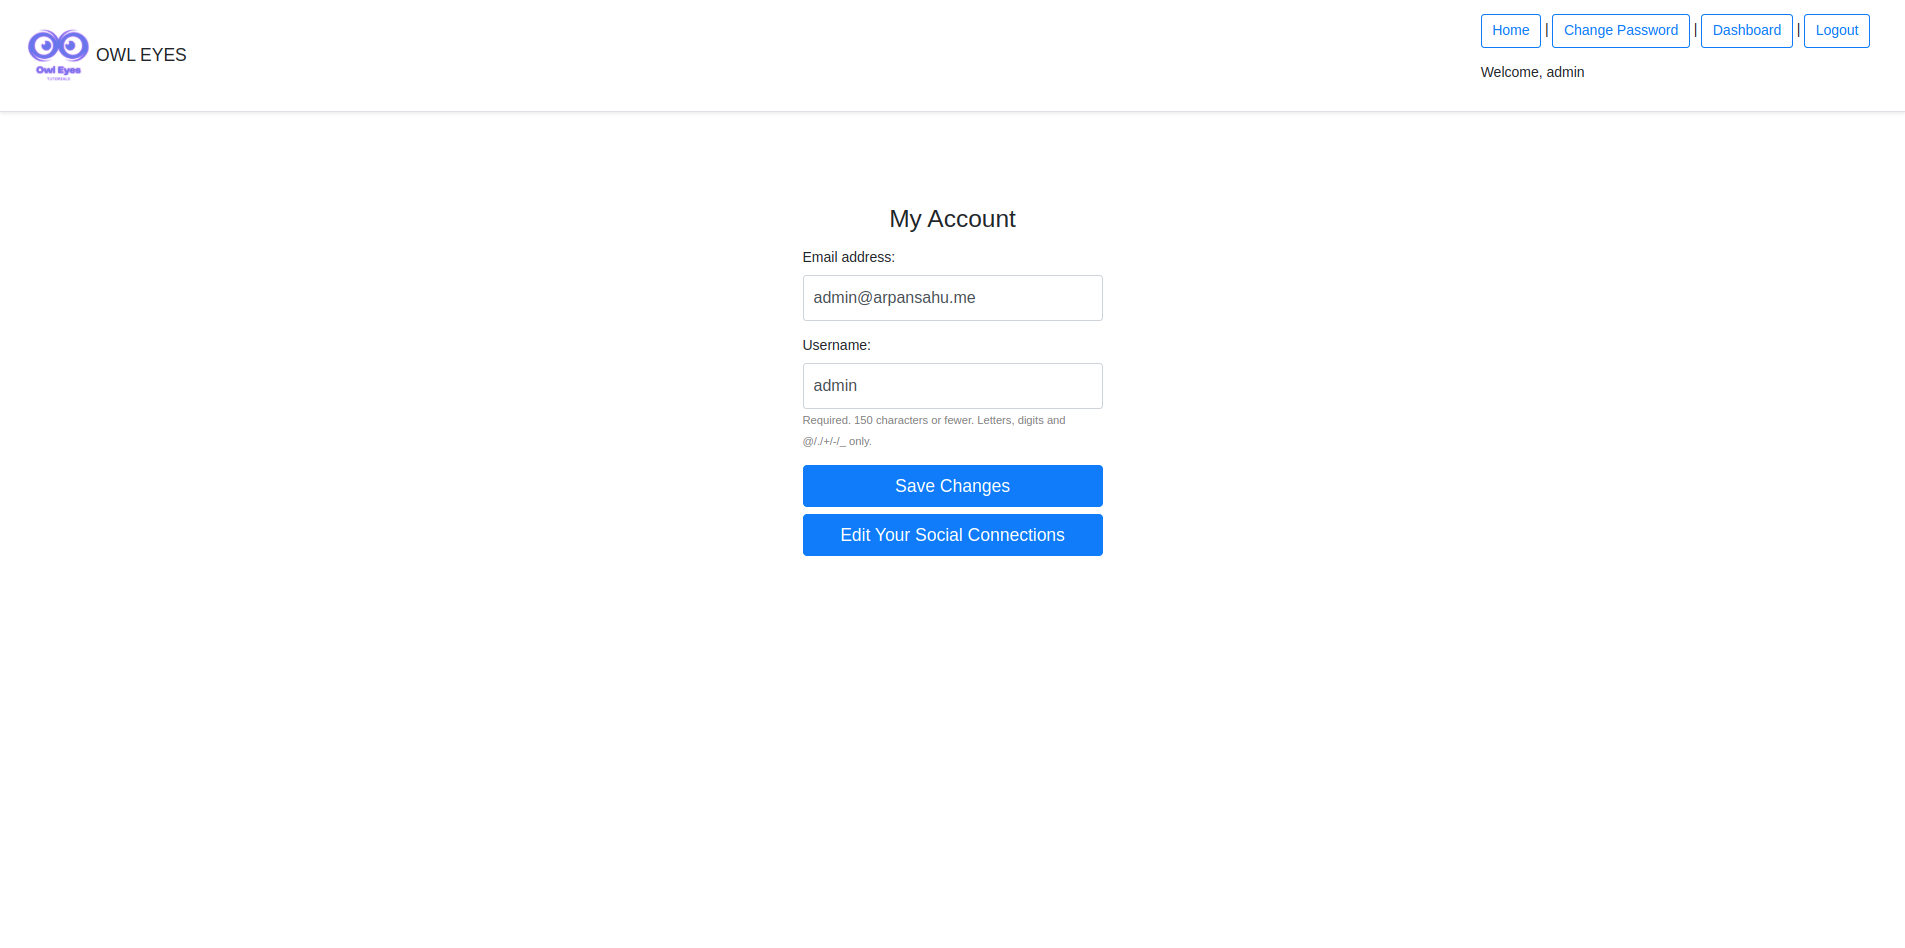 Owl Eyes
TUTORIALS
OWL EYES
Home | Change Password | Dashboard | Logout
Welcome, admin
My Account
Email address:
admin@arpansahu.me
Username:
admin
Required. 150 characters or fewer. Letters, digits and
@/./+/-/_ only.
Save Changes
Edit Your Social Connections